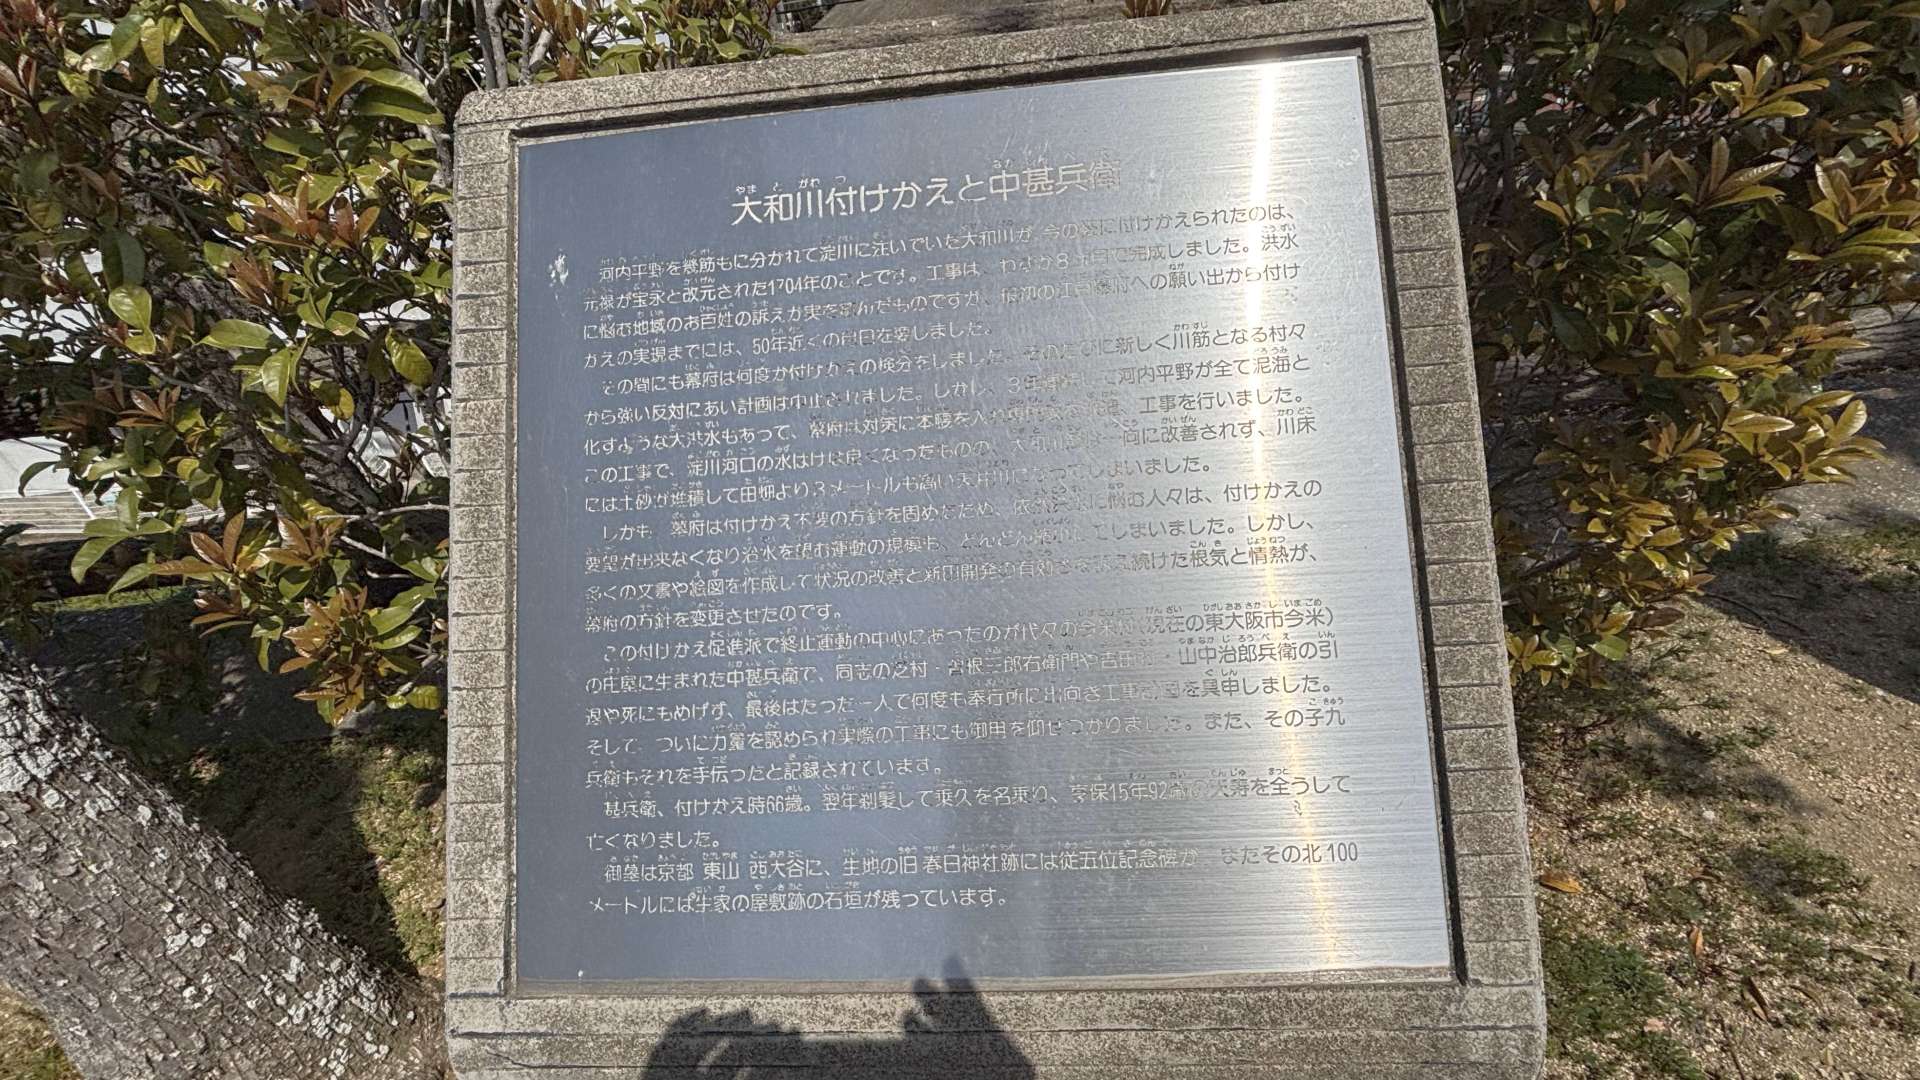 大和川付けかえと中甚兵衛
河内平野を幾筋もに分かれて淀川に注いでいた大和川が、今の姿に付けかえられたのは、
元禄が宝永と改元された1704年のことです。工事は、わずか8か月で完成しました。洪水
に悩む地域のお百姓の訴えが実を結んだものですが、最初の江戸幕府への願い出から付け
かえの実現までには、50年近くの歳月を要しました。
その間にも幕府は何度か付けかえの検分をしました。そのたびに新しく川筋となる村々
から強い反対にあい計画は中止されました。しかし、3年 河内平野が全て泥海と
化すような大洪水もあって、幕府は対策に本腰を入れ 工事を行いました。
この工事で、淀川河口の水はけは良くなったものの、大和川 は一向に改善されず、川床
には土砂が堆積して田畑より3メートルも高い天井川になってしまいました。
しかも、幕府は付けかえ不要の方針を固めたため、依然 に悩む人々は、付けかえの
要望が出来なくなり治水を望む運動の規模も、どんどん縮小してしまいました。しかし、
多くの文書や絵図を作成して状況の改善と新田開発の有効さを 続けた根気と情熱が、
幕府の方針を変更させたのです。
この付けかえ促進派で終止運動の中心にあったのが代々の今米村(現在の東大阪市今米)
の庄屋に生まれた中甚兵衛で、同志の芝村・曽根三郎右衛門や吉田村・山中治郎兵衛の引
退や死にもめげず、最後はたった一人で何度も奉行所に出向き工事計画を具申しました。
そして、ついに力量を認められ実際の工事にも御用を仰せつかりました。また、その子九
兵衛もそれを手伝ったと記録されています。
甚兵衛、付けかえ時66歳。翌年剃髪して乗久を名乗り、享保15年92歳の天寿を全うして
亡くなりました。
御墓は京都 東山 西大谷に、生地の旧春日神社跡には従五位記念碑が、またその北100
メートルには生家の屋敷跡の石垣が残っています。